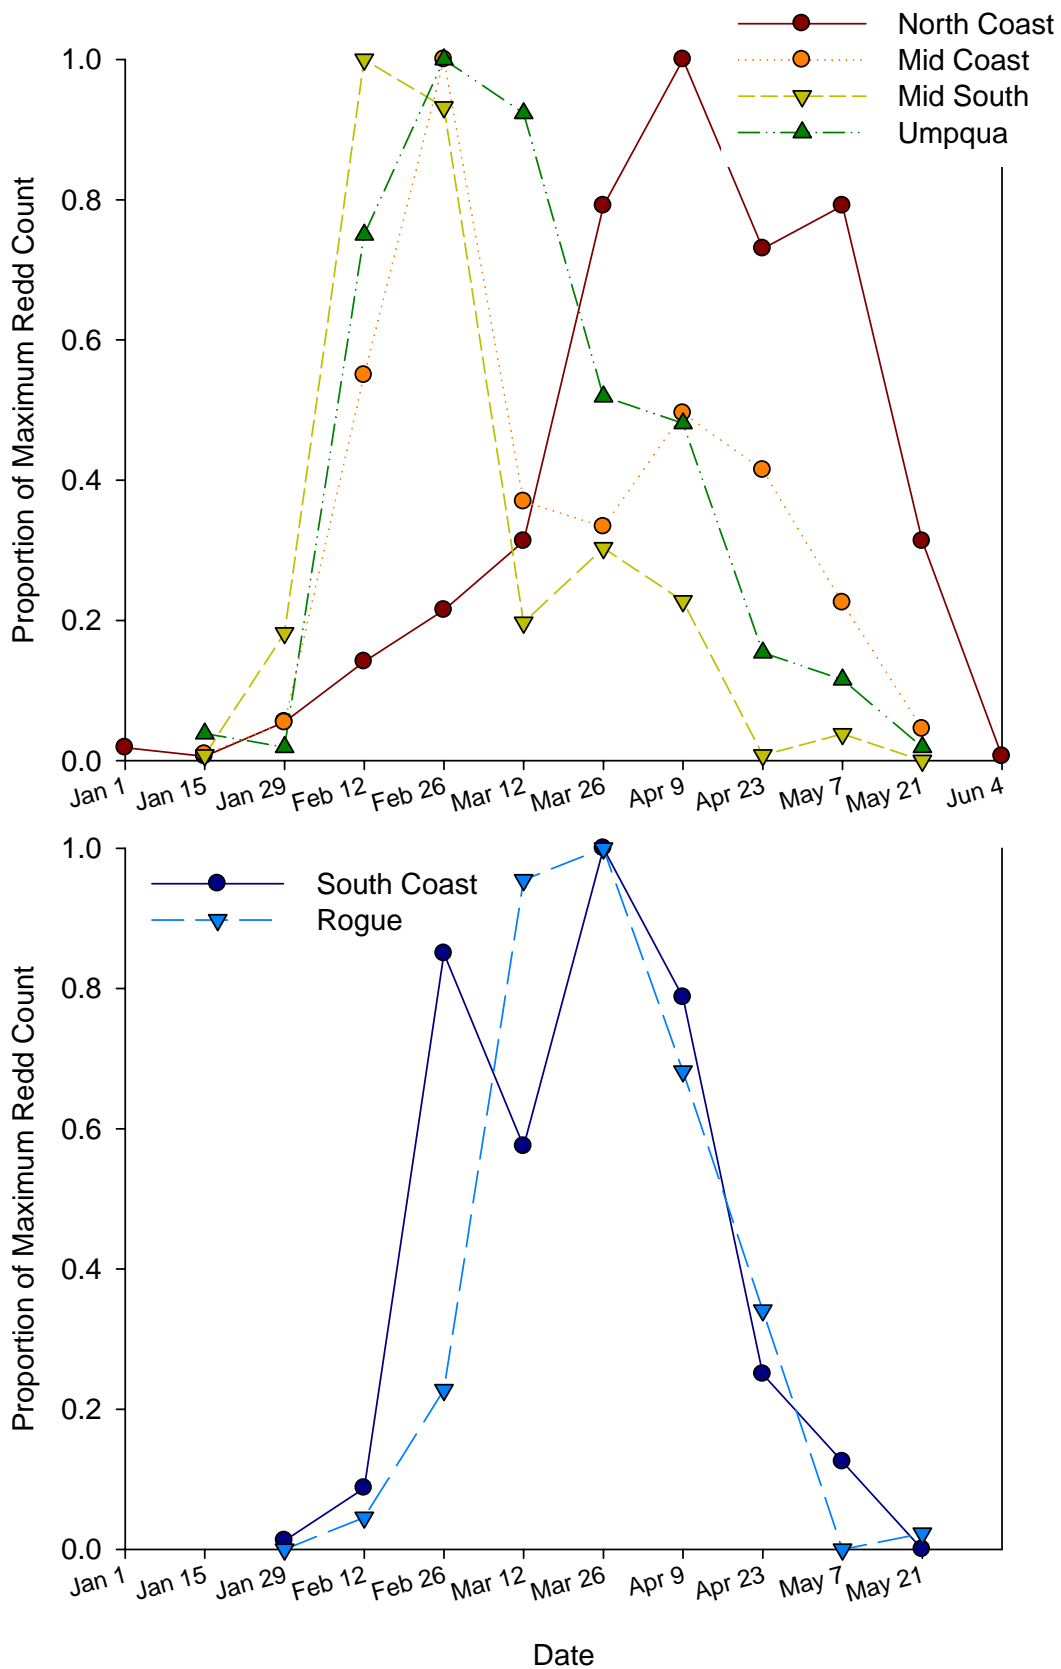 North Coast
Mid Coast
Mid South
Umpqua
Proportion of Maximum Redd Count
1.0
0.8
0.6
0.4
0.2
0.0
Jan 1 Jan 15 Jan 29 Feb 12 Feb 26 Mar 12 Mar 26 Apr 9 Apr 23 May 7 May 21 Jun 4
South Coast
Rogue
Proportion of Maximum Redd Count
1.0
0.8
0.6
0.4
0.2
0.0
Jan 1 Jan 15 Jan 29 Feb 12 Feb 26 Mar 12 Mar 26 Apr 9 Apr 23 May 7 May 21
Date